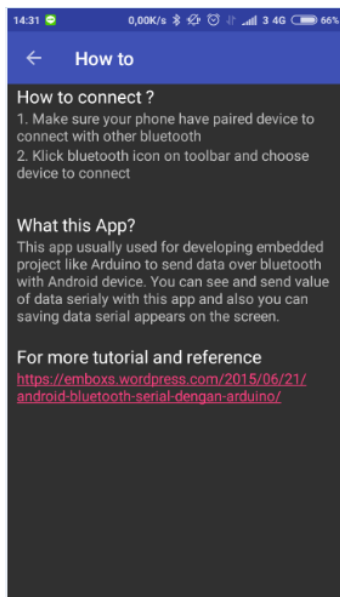 14:31 0,00K/s 3 4G 66%
How to
How to connect ?
1. Make sure your phone have paired device to
connect with other bluetooth
2. Klick bluetooth icon on toolbar and choose
device to connect
What this App?
This app usually used for developing embedded
project like Arduino to send data over bluetooth
with Android device. You can see and send value
of data serialy with this app and also you can
saving data serial appears on the screen.
For more tutorial and reference
https://emboxs.wordpress.com/2015/06/21/
android-bluetooth-serial-dengan-arduino/